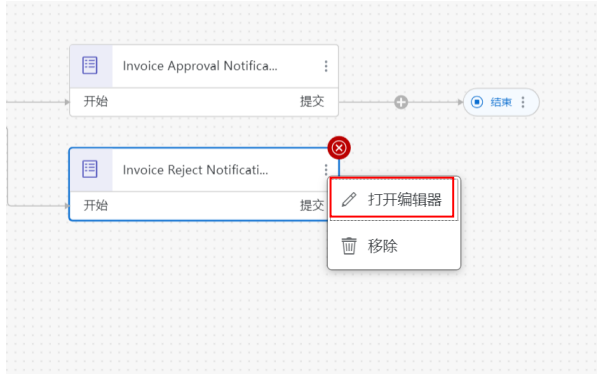 Invoice Approval Notifica...
开始 提交
结束
Invoice Reject Notificati...
开始 提交
打开编辑器
移除